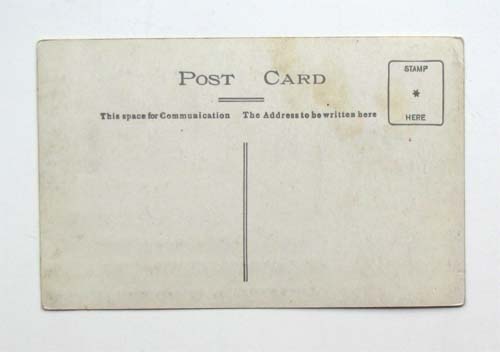 POST CARD
STAMP
*
HERE
This space for Communication The Address to be written here